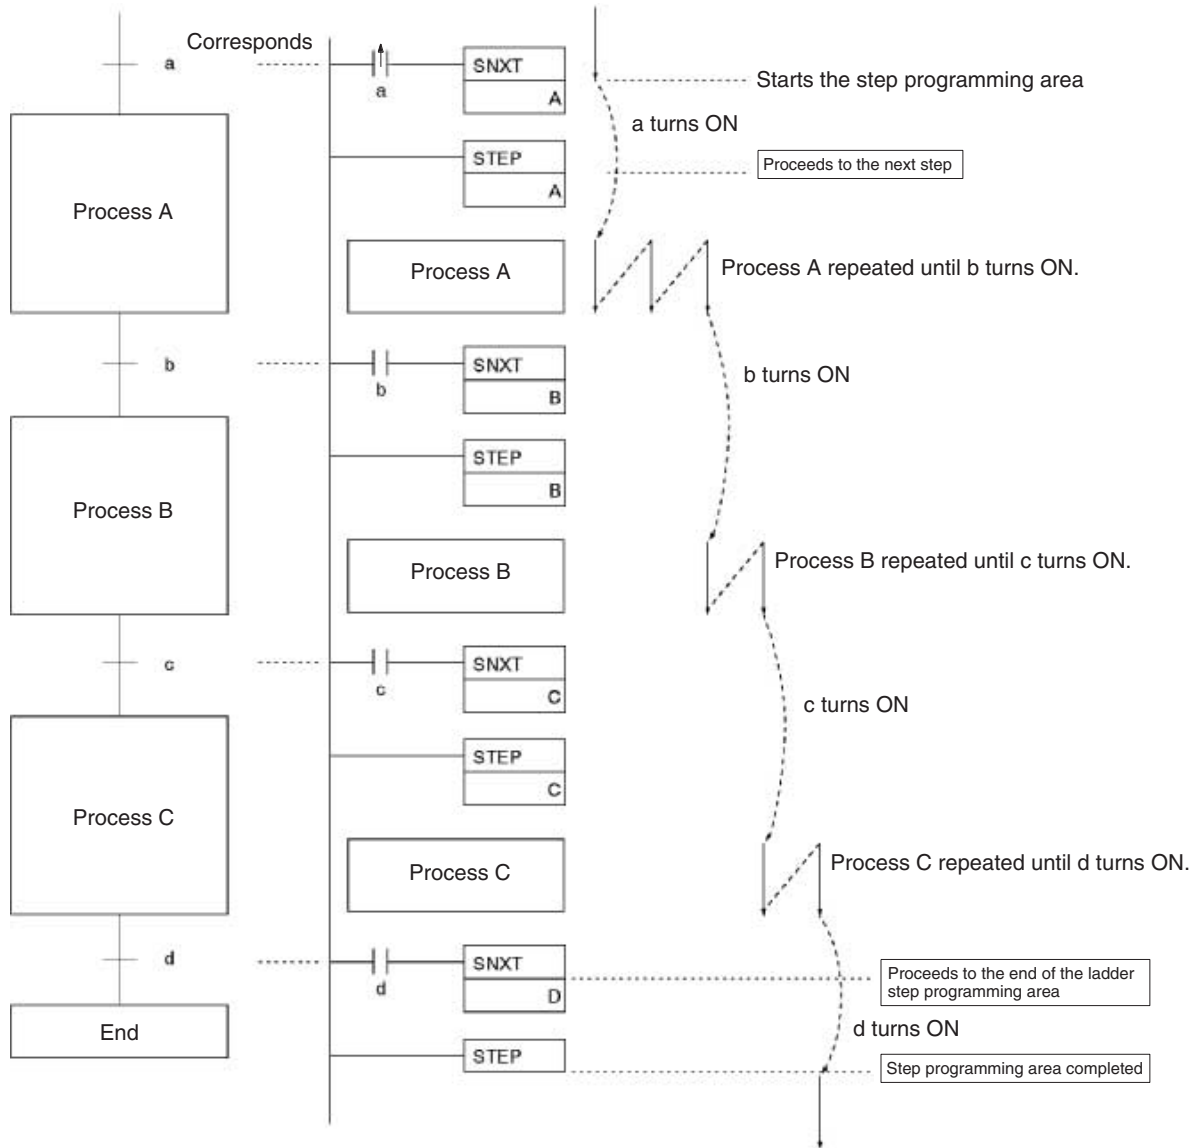 Corresponds
a
a
SNXT
A
Starts the step programming area
a turns ON
STEP
A
Proceeds to the next step
Process A
Process A
Process A repeated until b turns ON.
b
b
SNXT
B
b turns ON
STEP
B
Process B
Process B
Process B repeated until c turns ON.
c
c
SNXT
C
c turns ON
STEP
C
Process C
Process C
Process C repeated until d turns ON.
d
d
SNXT
D
Proceeds to the end of the ladder
step programming area
d turns ON
End
STEP
Step programming area completed